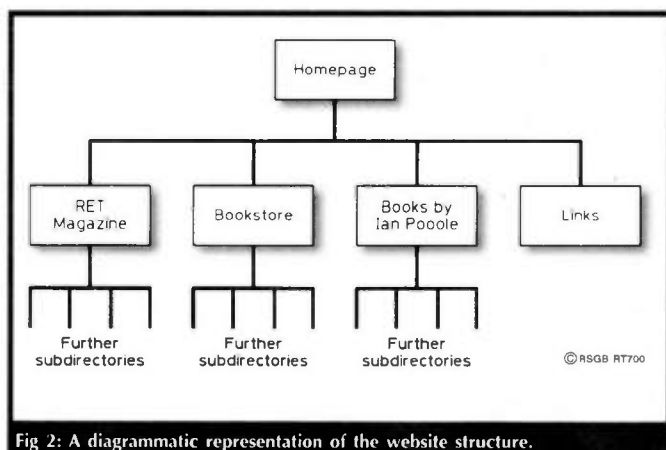 Homepage
RET
Magazine
Bookstore
Books by
Ian Pooole
Links
Further
subdirectories
Further
subdirectories
Further
subdirectories
©RSGB RT700
Fig 2: A diagrammatic representation of the website structure.